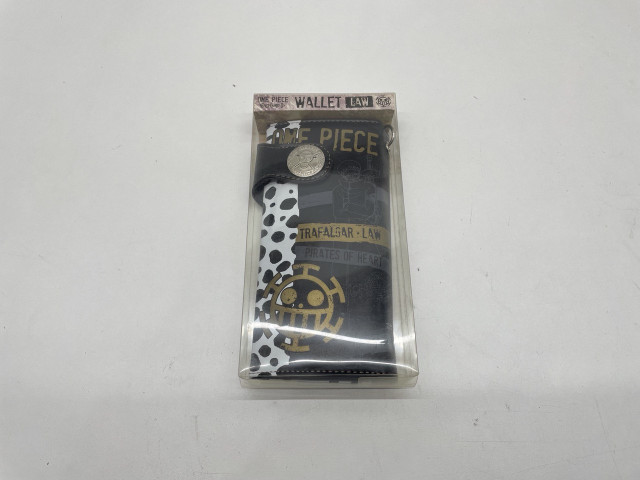 ONE PIECE
WALLET LAW
ONE PIECE
TRAFALGAR・LAW
PIRATES OF HEART